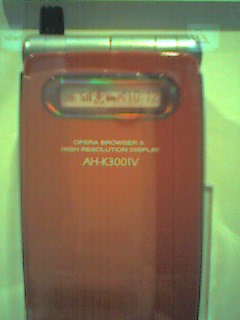 OPERA BROWSER &
HIGH RESOLUTION DISPLAY
AH-K3001V